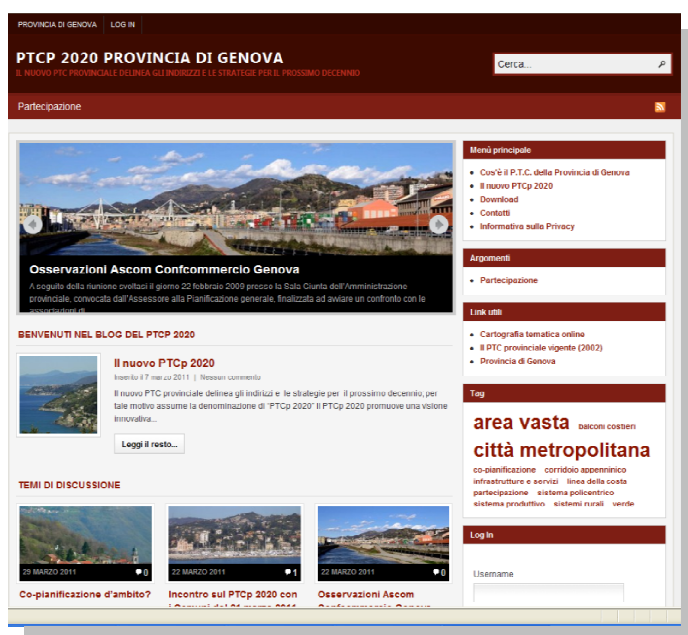 PROVINCIA DI GENOVA LOG IN
PTCP 2020 PROVINCIA DI GENOVA
IL NUOVO PTC PROVINCIALE DELINEA GLI INDIRIZZI E LE STRATEGIE PER IL PROSSIMO DECENNIO
Cerca...
Partecipazione
Osservazioni Ascom Confcommercio Genova
A seguito della riunione svoltasi il giorno 22 febbraio 2009 presso la Sala Giunta dell'Amministrazione
provinciale, convocata dall'Assessore alla Pianificazione generale, finalizzata ad avviare un confronto con le
associazioni di
BENVENUTI NEL BLOG DEL PTCP 2020
Il nuovo PTCp 2020
Inserito il 7 marzo 2011 | Nessun commento
Il nuovo PTC provinciale delinea gli indirizzi e le strategie per il prossimo decennio; per
tale motivo assume la denominazione di "PTCp 2020" Il PTCp 2020 promuove una visione
innovativa...
Leggi il resto...
TEMI DI DISCUSSIONE
29 MARZO 2011 0
Co-pianificazione d'ambito?
22 MARZO 2011 1
Incontro sul PTCp 2020 con
i Comuni del 21 marzo 2011
22 MARZO 2011 0
Osservazioni Ascom
Confcommercio Genova
Menù principale
Cos'è il P.T.C. della Provincia di Genova
Il nuovo PTCp 2020
Download
Contatti
Informativa sulla Privacy
Argomenti
Partecipazione
Link utili
Cartografia tematica online
Il PTC provinciale vigente (2002)
Provincia di Genova
Tag
area vasta balconi costieri
città metropolitana
co-pianificazione corridoio appenninico
infrastrutture e servizi linea della costa
partecipazione sistema policentrico
sistema produttivo sistemi rurali verde
Log In
Username